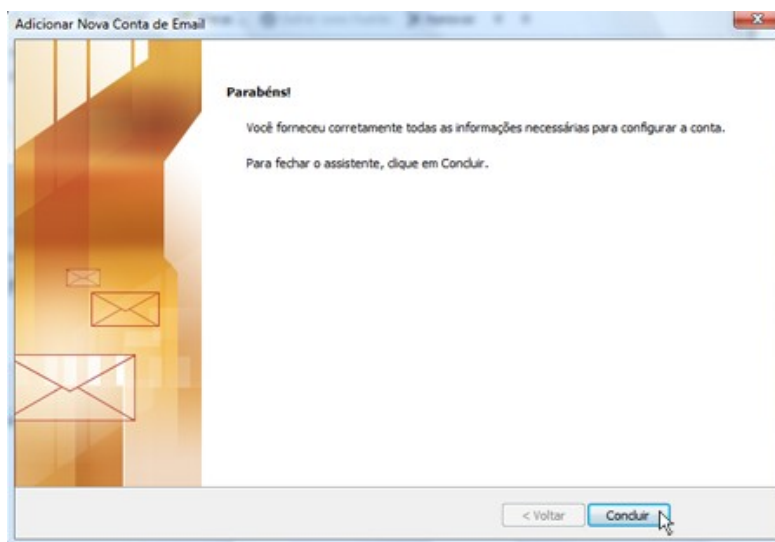 Adicionar Nova Conta de Email
Parabéns!
Você forneceu corretamente todas as informações necessárias para configurar a conta.
Para fechar o assistente, clique em Concluir.
< Voltar
Concluir